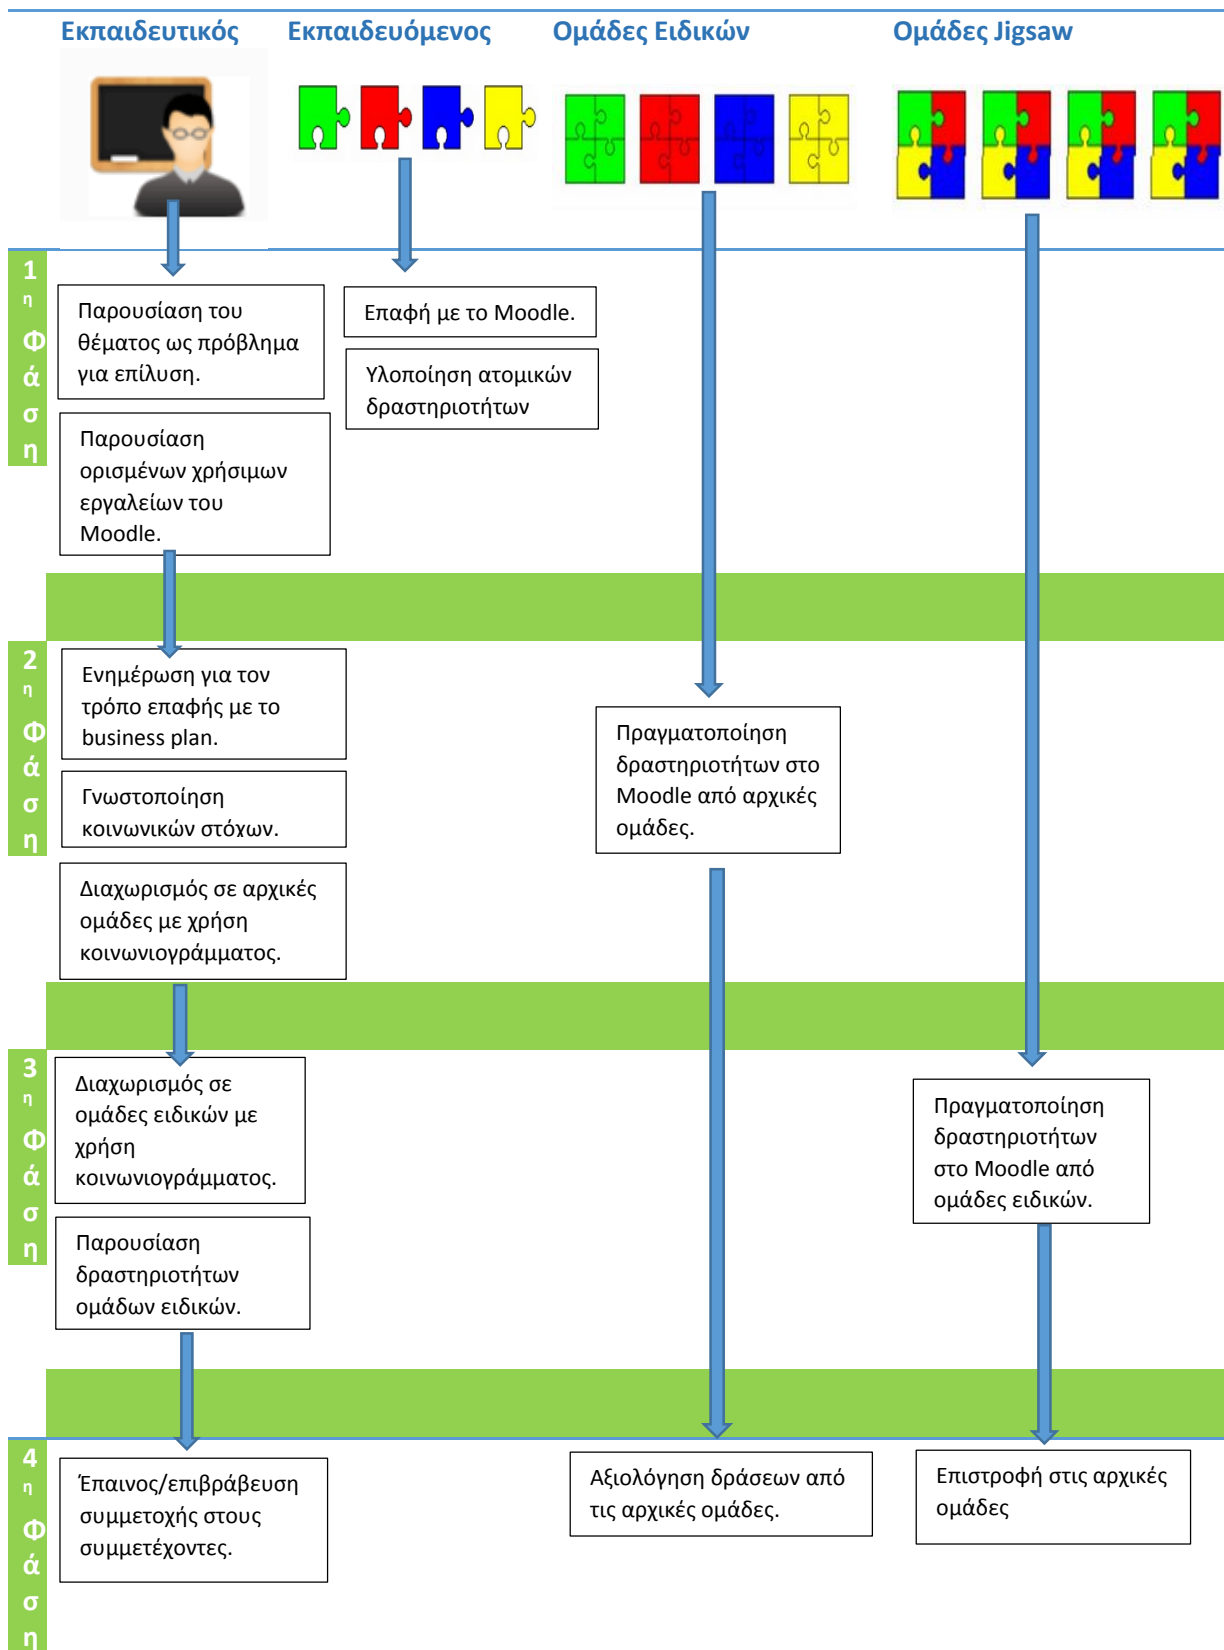 Εκπαιδευτικός
Εκπαιδευόμενος
Ομάδες Ειδικών
Ομάδες Jigsaw
1
η
Φ
ά
σ
η
Παρουσίαση του
θέματος ως πρόβλημα
για επίλυση.
Παρουσίαση
ορισμένων χρήσιμων
εργαλείων του
Moodle.
Επαφή με το Moodle.
Υλοποίηση ατομικών
δραστηριοτήτων
2
η
Φ
ά
σ
η
Ενημέρωση για τον
τρόπο επαφής με το
business plan.
Γνωστοποίηση
κοινωνικών στόχων.
Διαχωρισμός σε αρχικές
ομάδες με χρήση
κοινωνιογράμματος.
Πραγματοποίηση
δραστηριοτήτων στο
Moodle από αρχικές
ομάδες.
3
η
Φ
ά
σ
η
Διαχωρισμός σε
ομάδες ειδικών με
χρήση
κοινωνιογράμματος.
Παρουσίαση
δραστηριοτήτων
ομάδων ειδικών.
Πραγματοποίηση
δραστηριοτήτων
στο Moodle από
ομάδες ειδικών.
4
η
Φ
ά
σ
η
Έπαινος/επιβράβευση
συμμετοχής στους
συμμετέχοντες.
Αξιολόγηση δράσεων από
τις αρχικές ομάδες.
Επιστροφή στις αρχικές
ομάδες